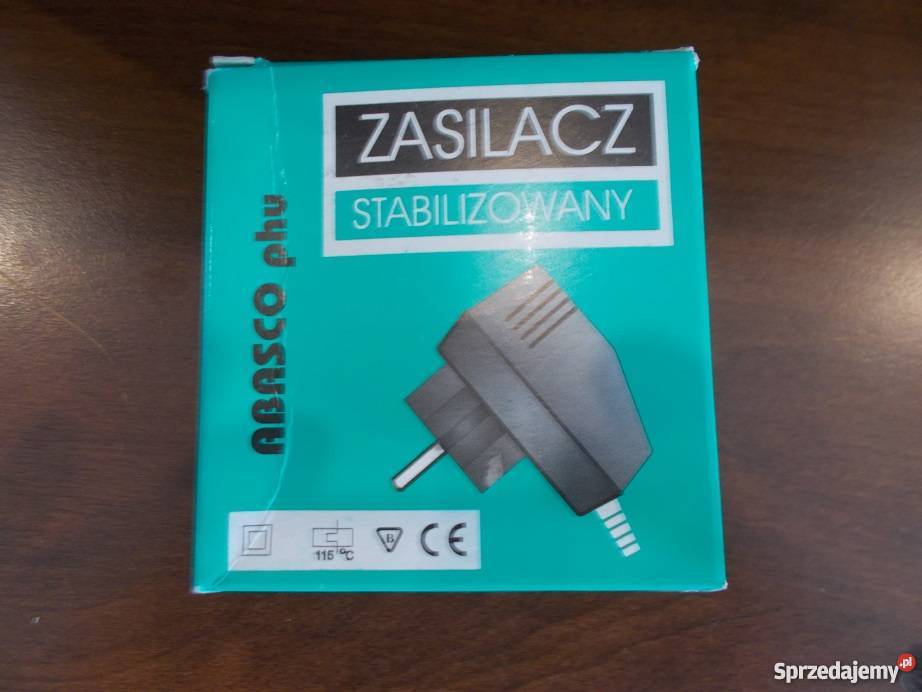 ZASILACZ
STABILIZOWANY
ABASCO phu
115 °C
B
CE
Sprzedajemy.pl